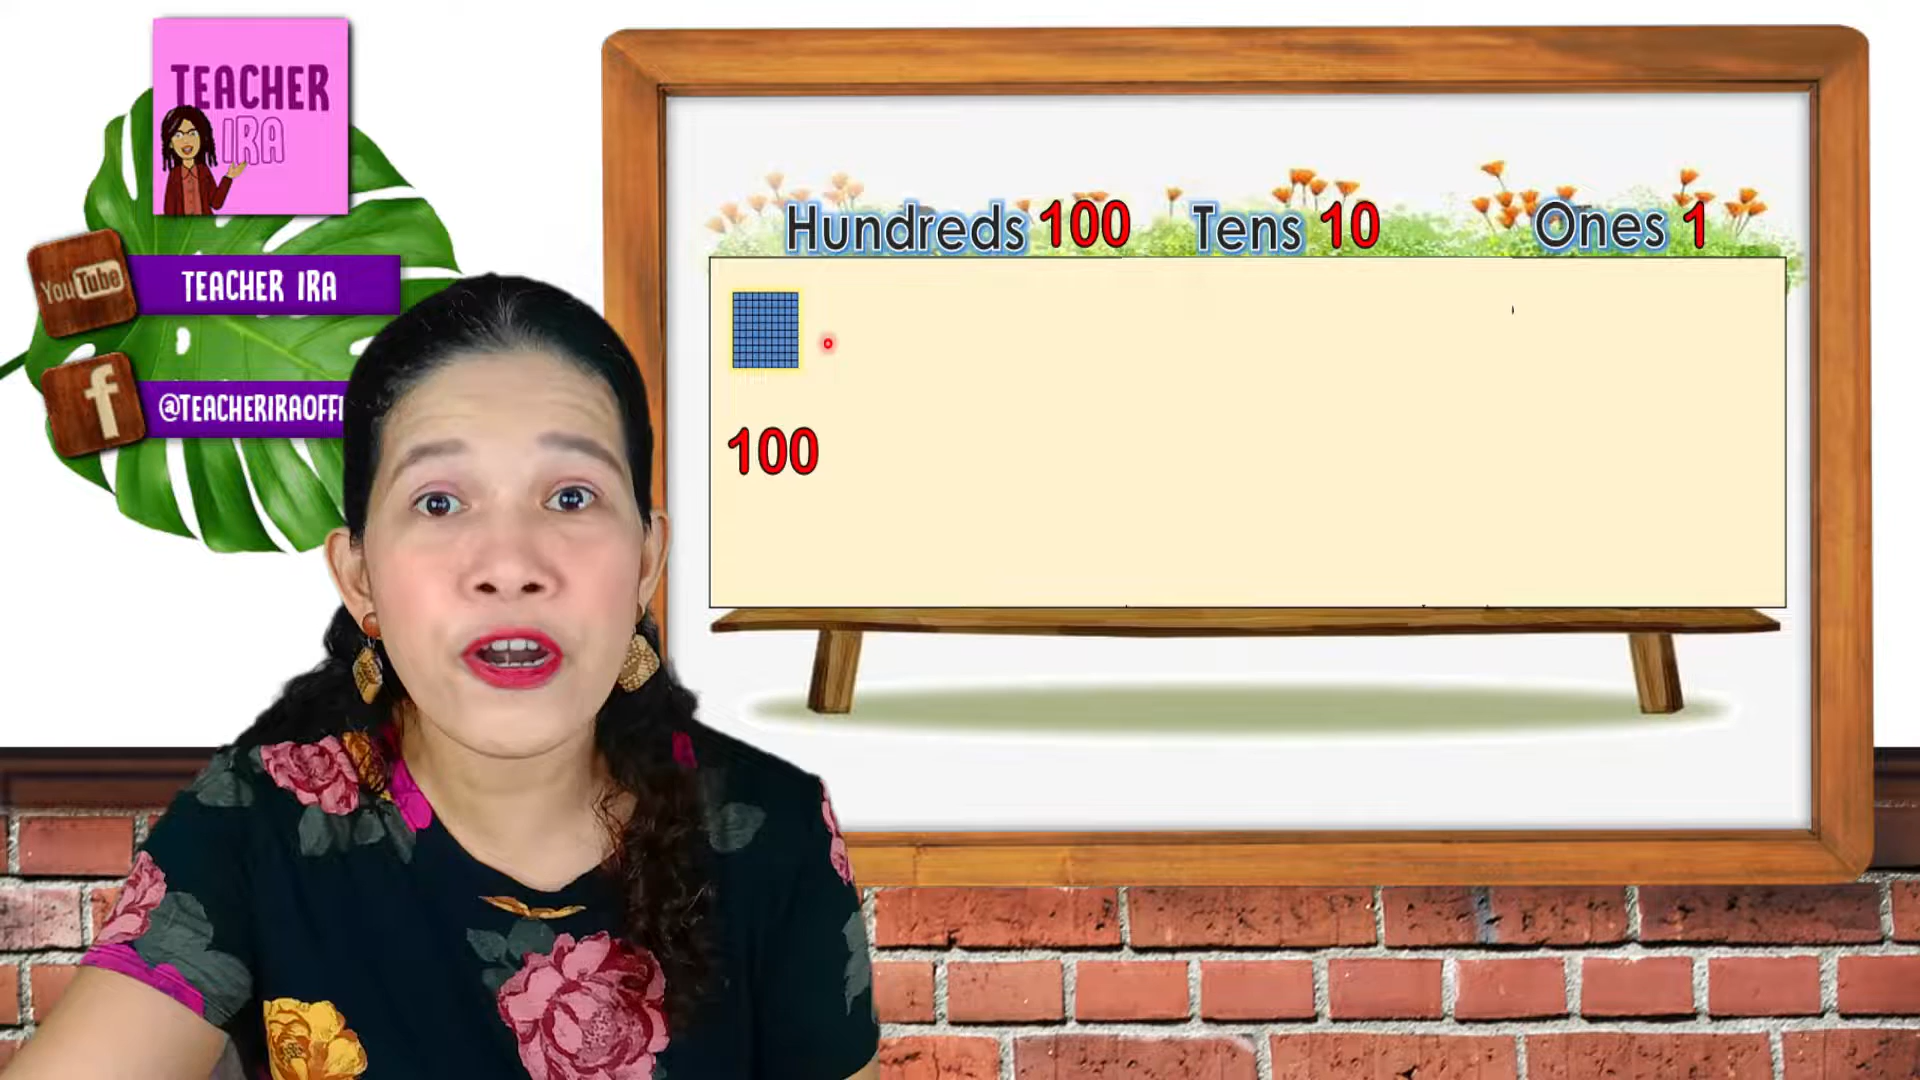 TEACHER
IRA
YouTube
TEACHER IRA
f
@TEACHERIRAOFFI
Hundreds 100 Tens 10 Ones 1
100